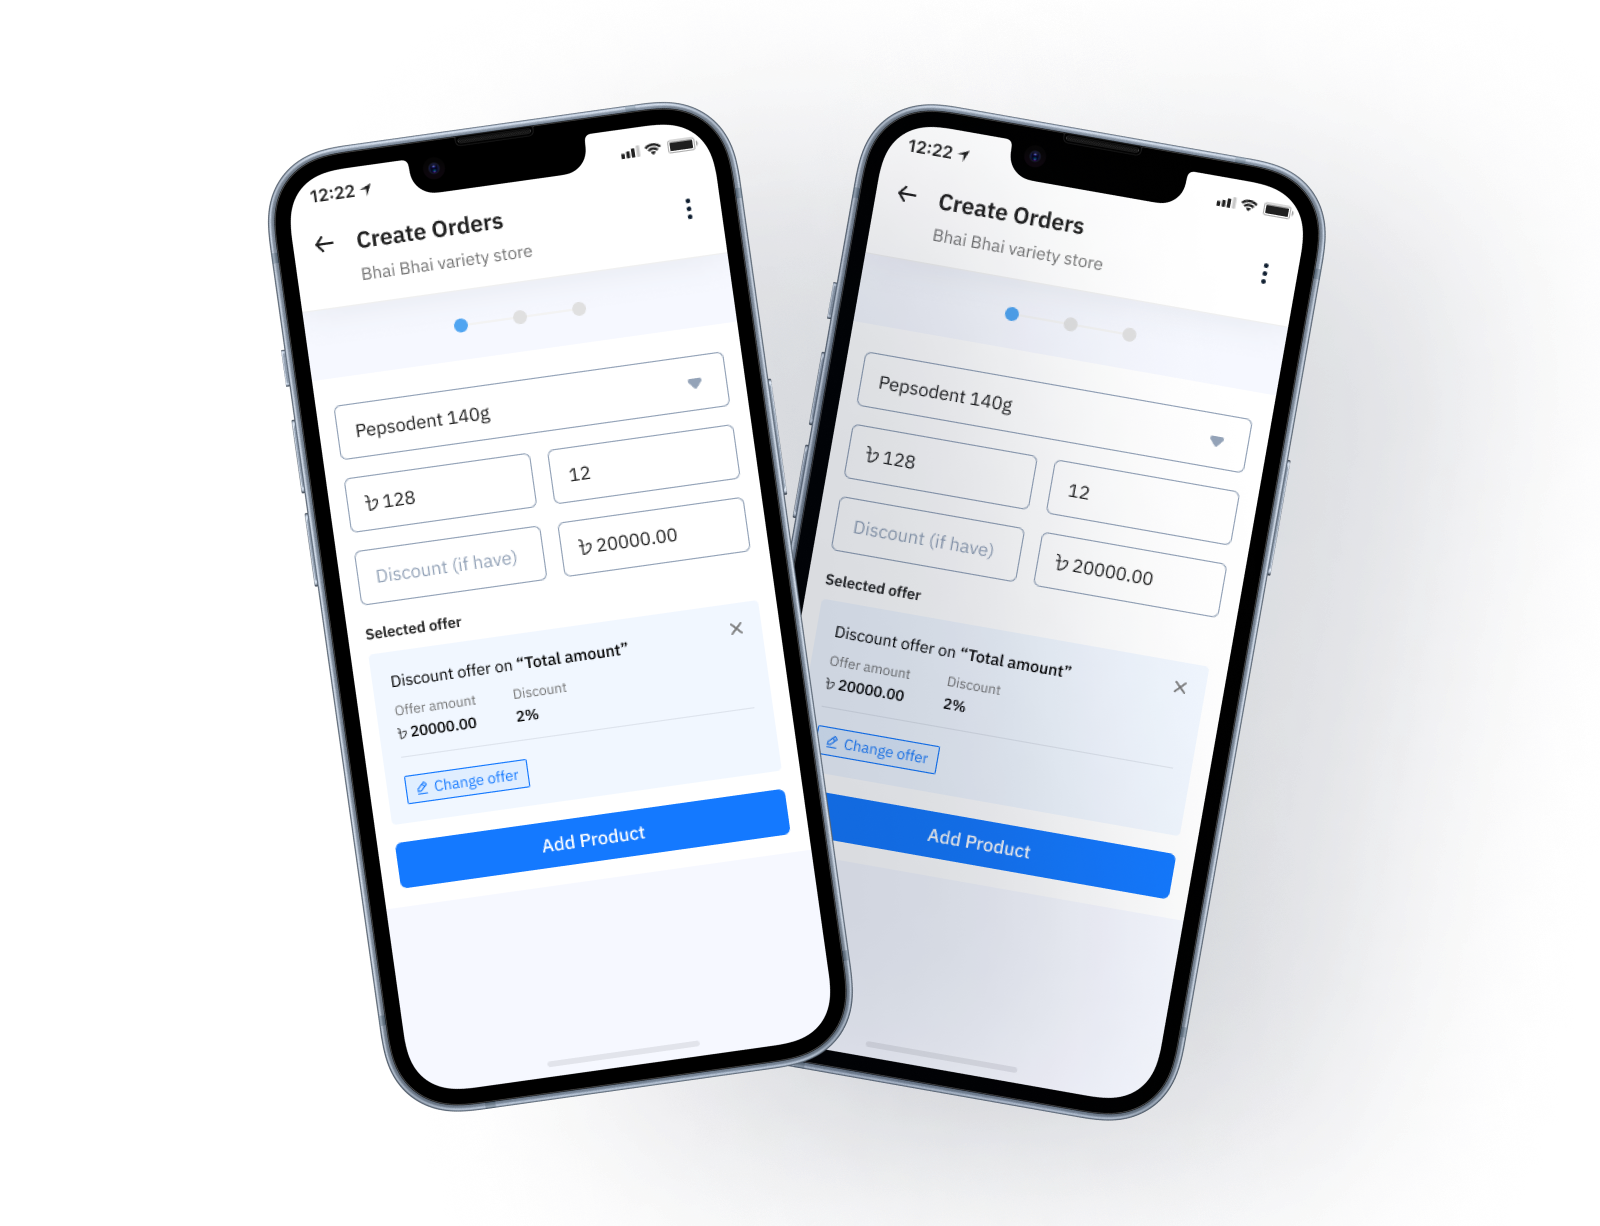 12:22
Create Orders
Bhai Bhai variety store
Pepsodent 140g
৳ 128
12
Discount (if have)
৳ 20000.00
Selected offer
Discount offer on “Total amount”
Offer amount
Discount
৳ 20000.00
2%
Change offer
Add Product
12:22
Create Orders
Bhai Bhai variety store
Pepsodent 140g
৳ 128
12
Discount (if have)
৳ 20000.00
Selected offer
Discount offer on “Total amount”
Offer amount
Discount
৳ 20000.00
2%
Change offer
Add Product